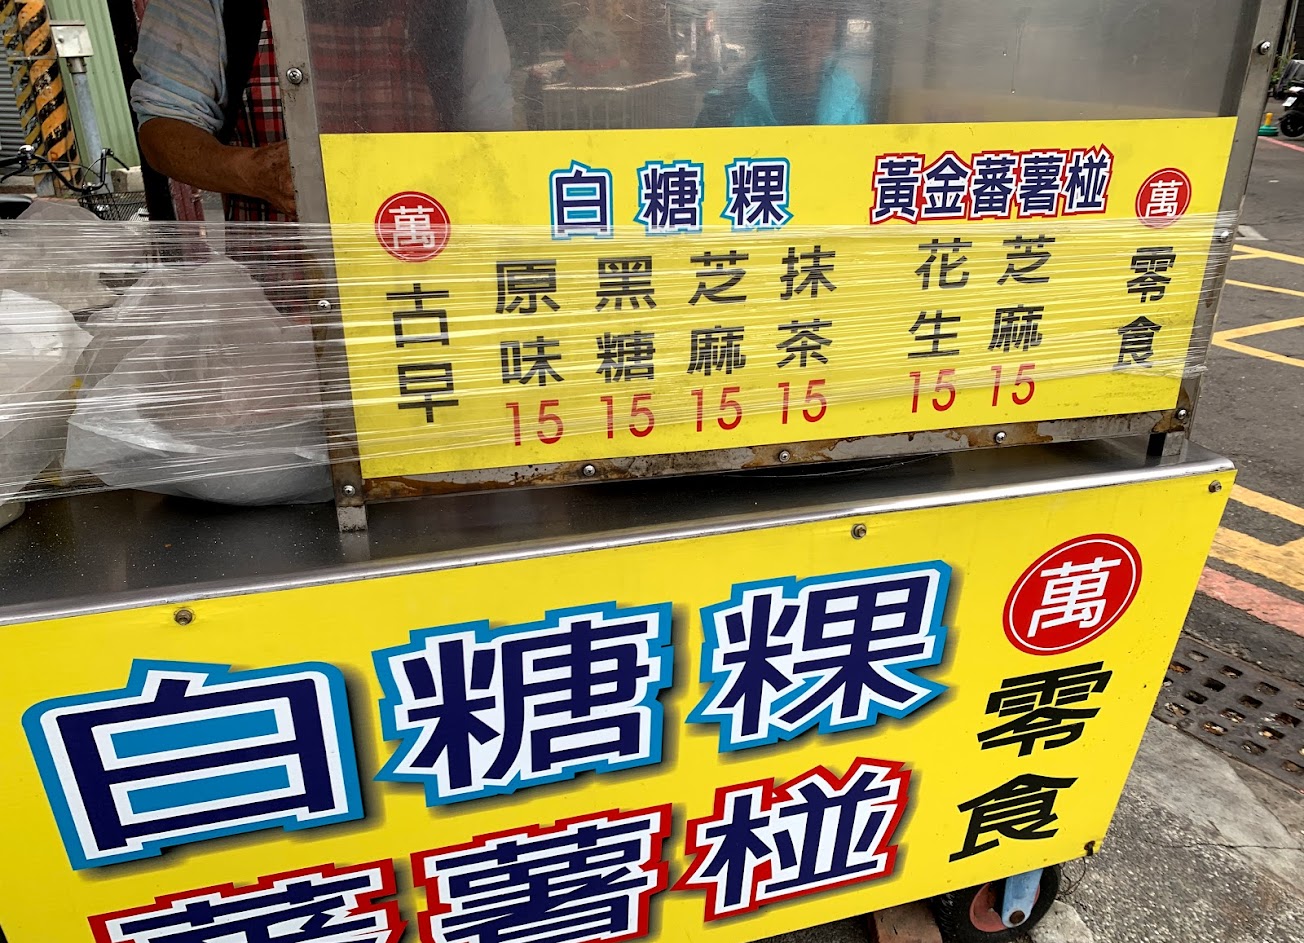 萬
古早
白糖粿
原味 15
黑糖 15
芝麻 15
抹茶 15
黃金蕃薯椪
花生 15
芝麻 15
萬
零食
白糖粿
蕃薯椪
萬
零食